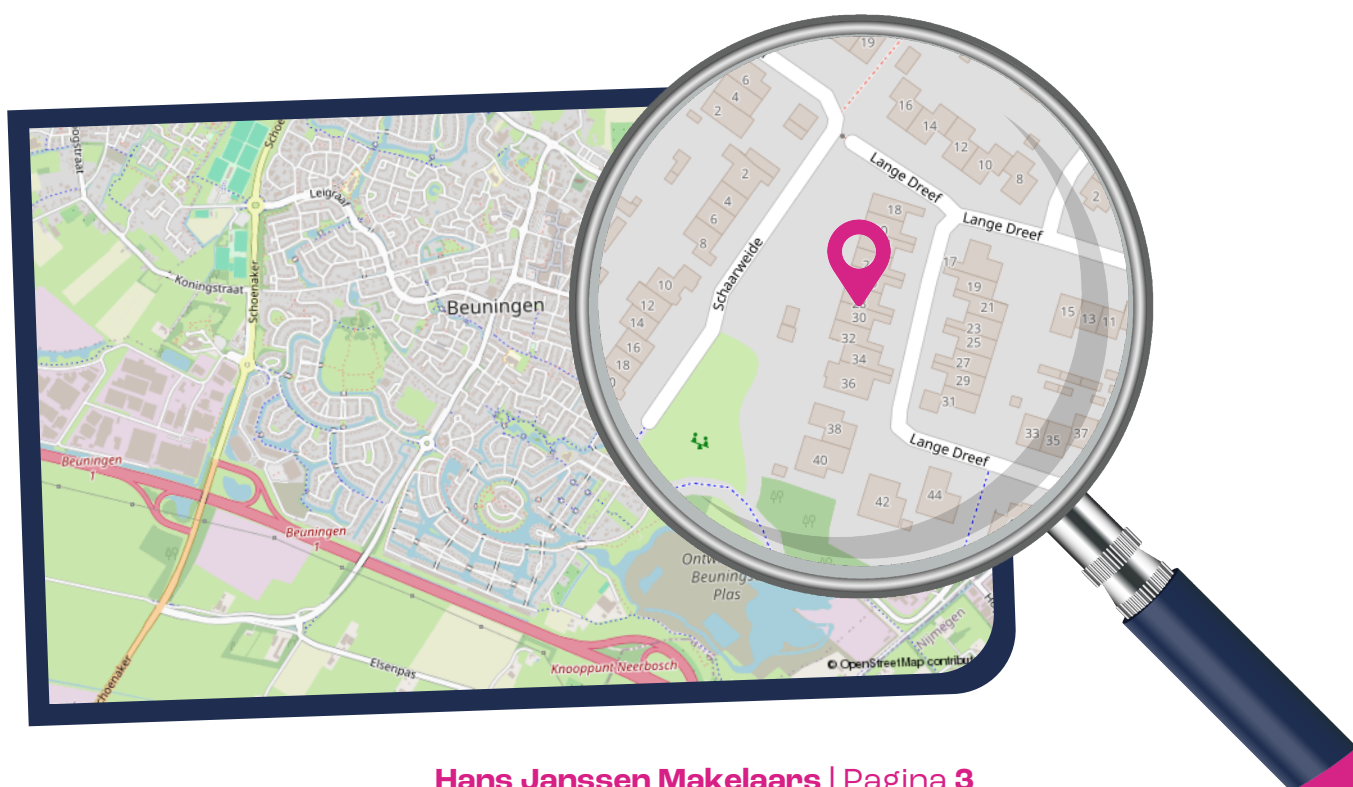 Schoenaker
Leigraaf
Koningstraat
Schoenaker
Beuningen
Beuningen
1
Beuningen
1
Elsenpas
Knooppunt Neerbosch
Plas
Nijmegen
© OpenStreetMap
19
6
4
2
16
14
12
10
8
2
Lange Dreef
Lange Dreef
2
4
6
8
18
Schaarweide
17
19
21
23
25
27
29
31
15
13
11
10
12
14
16
18
30
32
34
36
38
40
33
35
37
Lange Dreef
42
44
Hans Janssen Makelaars | Pagina 3